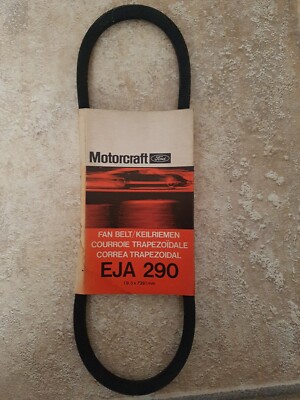 Motorcraft Ford
FAN BELT/KEILRIEMEN
COURROIE TRAPEZOÏDALE
CORREA TRAPEZOIDAL
EJA 290